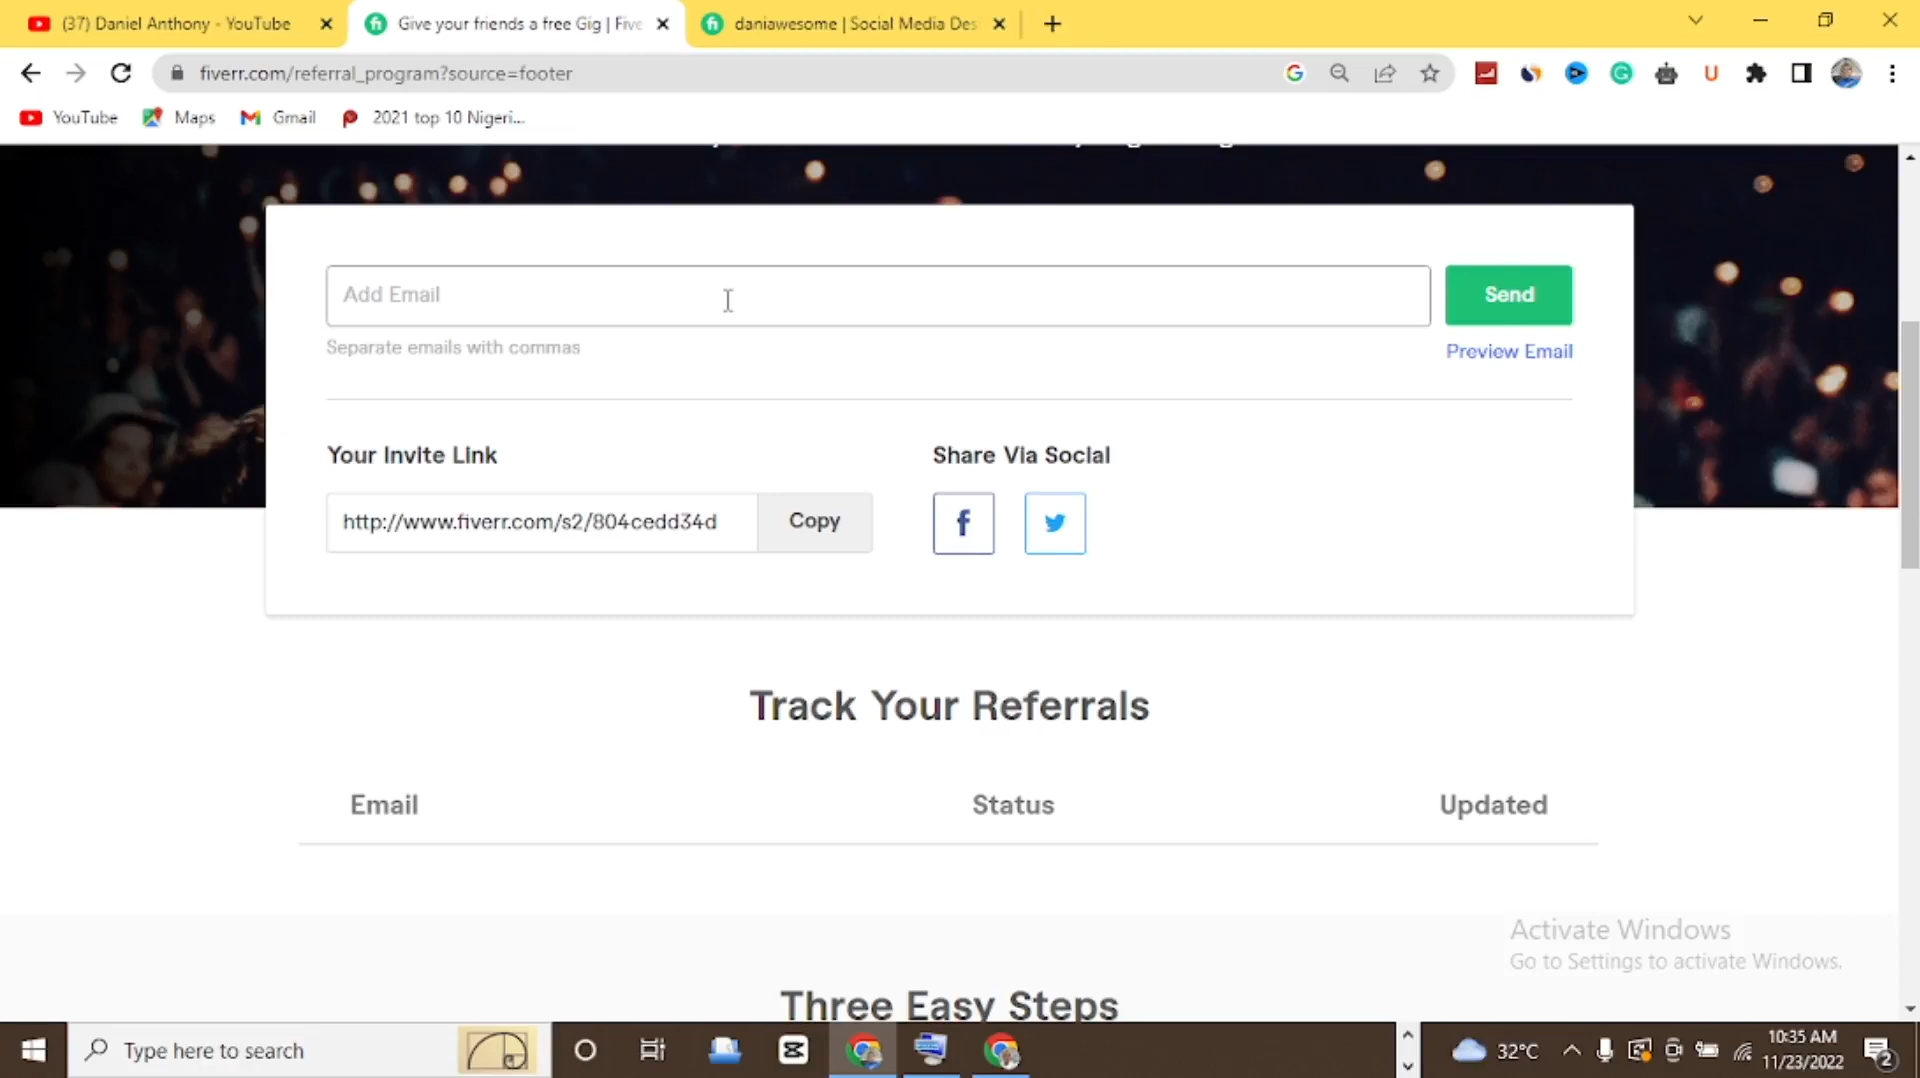 (37) Daniel Anthony - YouTube
Give your friends a free Gig | Five
daniawesome | Social Media Des
fiverr.com/referral_program?source=footer
YouTube
Maps
Gmail
2021 top 10 Nigeri...
Add Email
Send
Separate emails with commas
Preview Email
Your Invite Link
Share Via Social
http://www.fiverr.com/s2/804cedd34d
Copy
Track Your Referrals
Email
Status
Updated
Activate Windows
Go to Settings to activate Windows.
Three Easy Steps
Type here to search
32°C
10:35 AM
11/23/2022
2